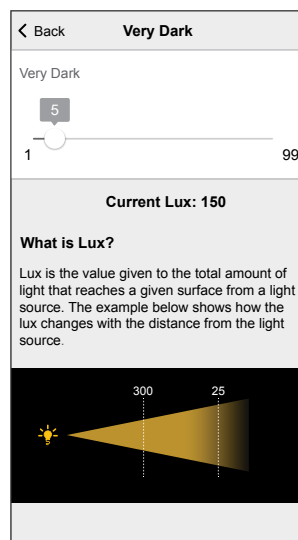 Back Very Dark
Very Dark
5
1 99
Current Lux: 150
What is Lux?
Lux is the value given to the total amount of
light that reaches a given surface from a light
source. The example below shows how the
lux changes with the distance from the light
source.
300 25